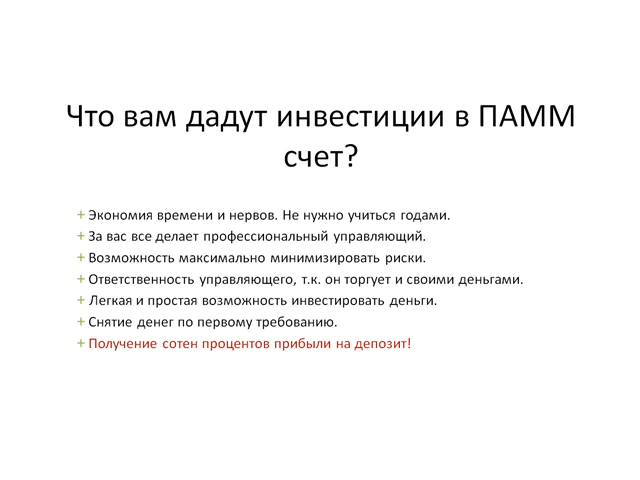 Что вам дадут инвестиции в ПАММ
счет?
+ Экономия времени и нервов. Не нужно учиться годами.
+ За вас все делает профессиональный управляющий.
+ Возможность максимально минимизировать риски.
+ Ответственность управляющего, т.к. он торгует и своими деньгами.
+ Легкая и простая возможность инвестировать деньги.
+ Снятие денег по первому требованию.
+ Получение сотен процентов прибыли на депозит!